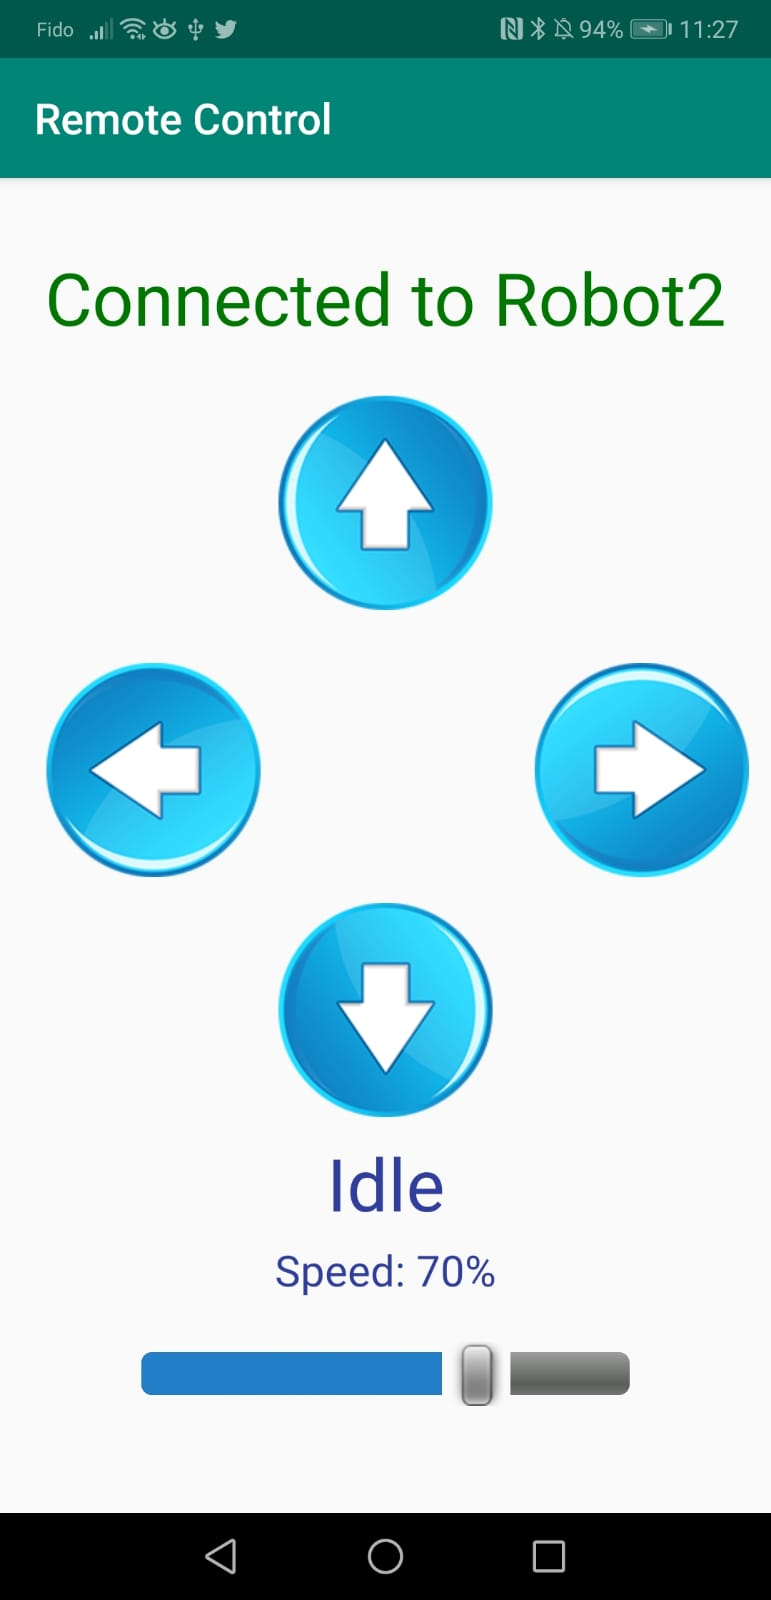 Fido 94% 11:27
Remote Control
Connected to Robot2
Idle
Speed: 70%